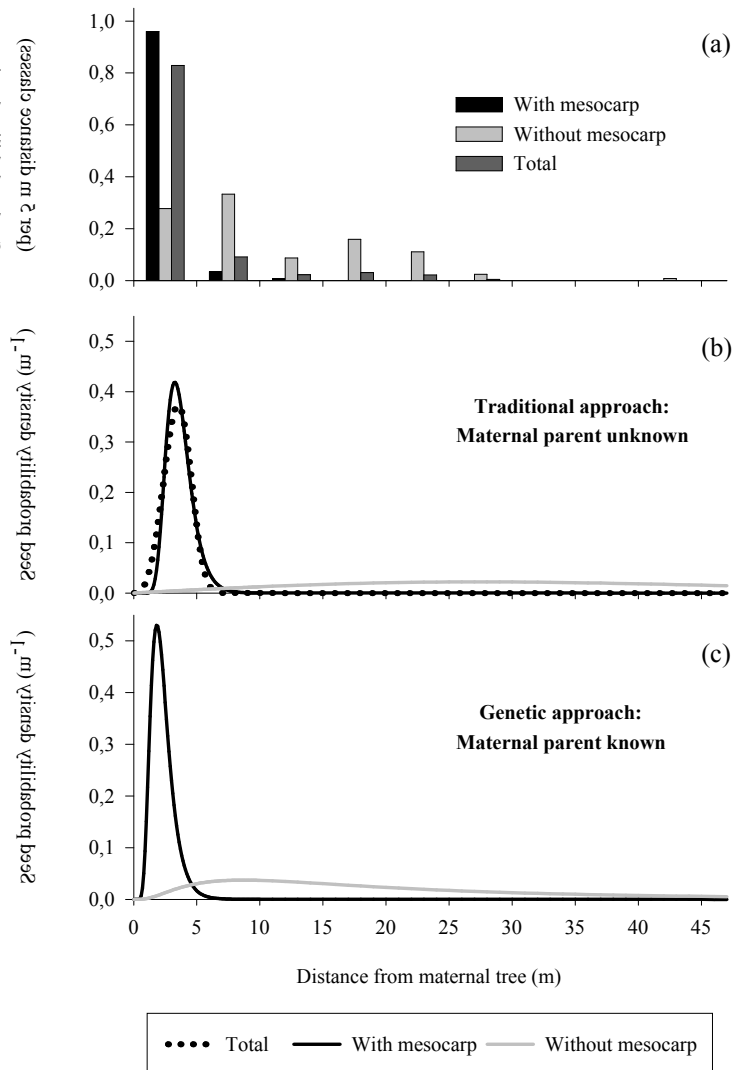 1,0
0,8
0,6
0,4
0,2
0,0
(per 5 m distance classes)
(a)
With mesocarp
Without mesocarp
Total
0,5
0,4
0,3
0,2
0,1
0,0
Seed probability density (m-1)
(b)
Traditional approach:
Maternal parent unknown
0,5
0,4
0,3
0,2
0,1
0,0
Seed probability density (m-1)
(c)
Genetic approach:
Maternal parent known
0 5 10 15 20 25 30 35 40 45
Distance from maternal tree (m)
Total With mesocarp Without mesocarp